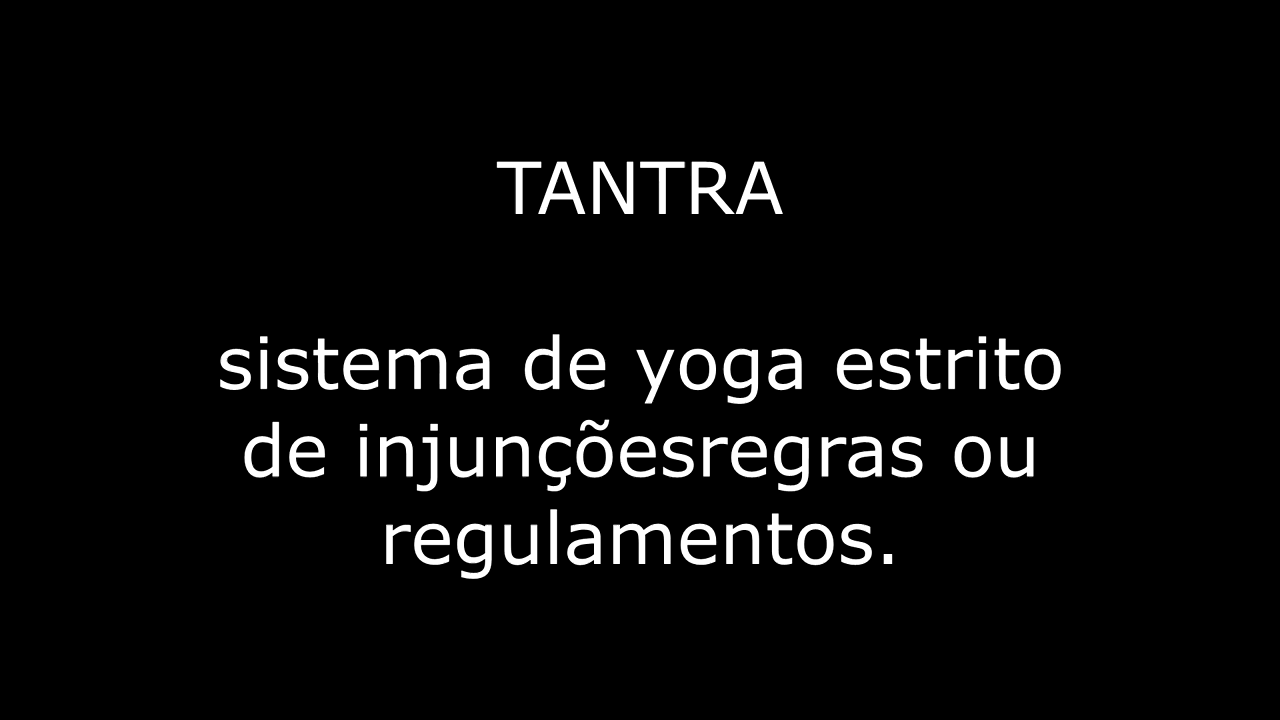 TANTRA
sistema de yoga estrito
de injunçõesregras ou
regulamentos.